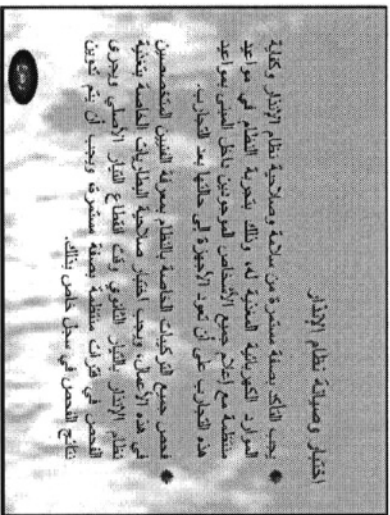 اختبار وصيانة نظام الإنذار
يجب التأكد بصفة مستمرة من سلامة وصلاحية نظام الإنذار وكفاية
الموارد الكهربائية المغذية له، وذلك بتجربة النظام في مواعيد
منتظمة مع إعلام جميع الأشخاص الموجودين داخل المبنى بمواعيد
هذه التجارب على أن تعود الأجهزة إلى حالتها بعد التجارب.
فحص جميع التركيبات الخاصة بالنظام بمعرفة الفنيين المتخصصين
في هذه الأعمال، ويجب اختبار صلاحية البطاريات الخاصة بتغذية
نظام الإنذار بالتيار الثانوي وقت انقطاع التيار الأصلي ويجرى
الفحص في فترات منتظمة بصفة مستمرة، ويجب أن يتم تدوين
نتائج الفحص في سجل خاص بذلك.